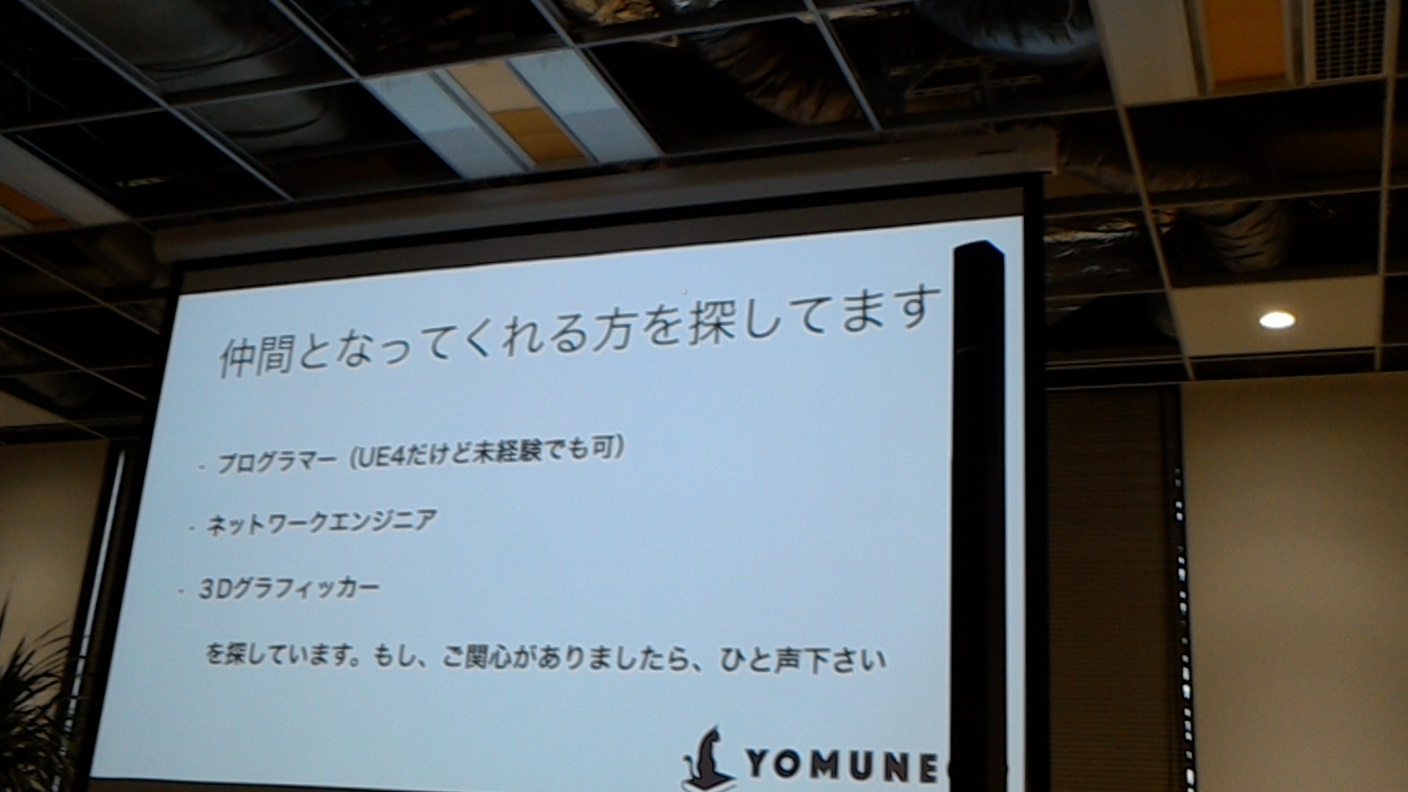 仲間となってくれる方を探してます
・プログラマー（UE4だけど未経験でも可）
・ネットワークエンジニア
・３Dグラフィッカー
を探しています。もし、ご関心がありましたら、ひと声下さい
YOMUNE